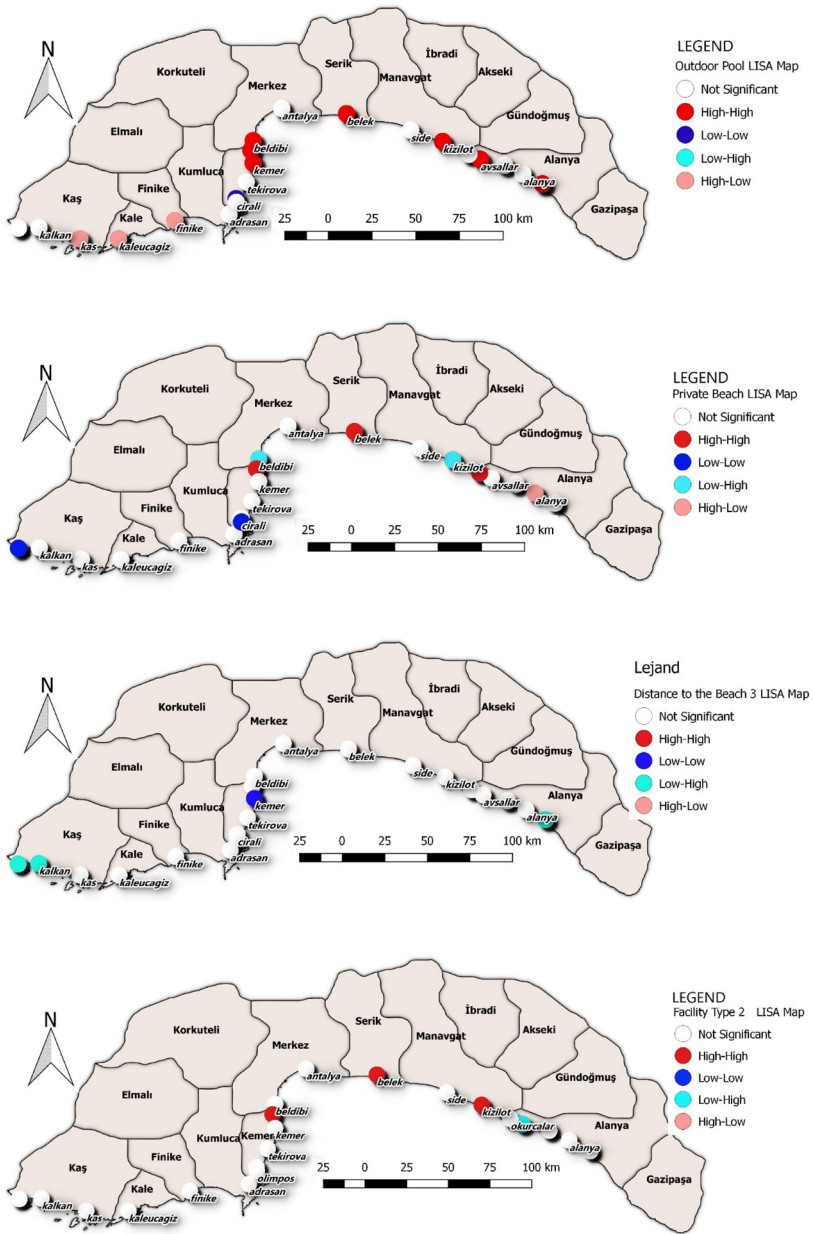 LEGEND
Outdoor Pool LISA Map
Not Significant
High-High
Low-Low
Low-High
High-Low
N
Korkuteli
Elmalı
Merkez
Serik
Manavgat
İbradi
Akseki
Gündoğmuş
Alanya
Gazipaşa
Kaş
Finike
Kale
Kumluca
antalya
belek
side
kizilot
avsallar
alanya
beldibi
kemer
tekirova
cirali
adrasan
finike
kalkan
kas
kaleucagiz
25 0 25 50 75 100 km
LEGEND
Private Beach LISA Map
Not Significant
High-High
Low-Low
Low-High
High-Low
N
Korkuteli
Elmalı
Merkez
Serik
Manavgat
İbradi
Akseki
Gündoğmuş
Alanya
Gazipaşa
Kaş
Finike
Kale
Kumluca
antalya
belek
side
kizilot
avsallar
alanya
beldibi
kemer
tekirova
cirali
adrasan
finike
kalkan
kas
kaleucagiz
25 0 25 50 75 100 km
Lejand
Distance to the Beach 3 LISA Map
Not Significant
High-High
Low-Low
Low-High
High-Low
N
Korkuteli
Elmalı
Merkez
Serik
Manavgat
İbradi
Akseki
Gündoğmuş
Alanya
Gazipaşa
Kaş
Finike
Kale
Kumluca
antalya
belek
side
kizilot
avsallar
alanya
beldibi
kemer
tekirova
cirali
adrasan
finike
kalkan
kas
kaleucagiz
25 0 25 50 75 100 km
LEGEND
Facility Type 2 LISA Map
Not Significant
High-High
Low-Low
Low-High
High-Low
N
Korkuteli
Elmalı
Merkez
Serik
Manavgat
İbradi
Akseki
Gündoğmuş
Alanya
Gazipaşa
Kaş
Finike
Kale
Kumluca
Kemer
antalya
belek
side
kizilot
okurcalar
alanya
beldibi
kemer
tekirova
olimpos
adrasan
finike
kalkan
kas
kaleucagiz
25 0 25 50 75 100 km